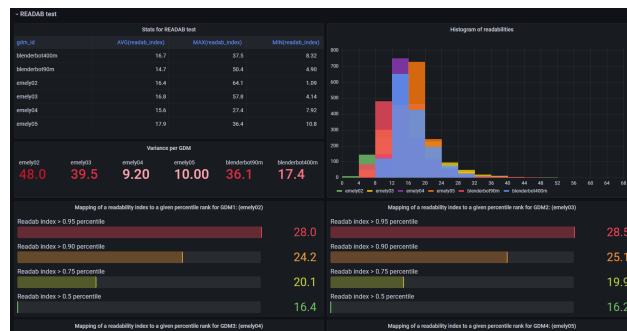 READAB test
Stats for READAB test
gdm_id AVG(readab_index) MAX(readab_index) MIN(readab_index)
blenderbot400m 16.7 37.5 8.32
blenderbot90m 14.7 50.4 4.90
emely02 16.4 64.1 1.09
emely03 16.8 57.8 4.14
emely04 15.6 27.4 7.92
emely05 17.9 36.4 10.8
Variance per GDM
emely02 emely03 emely04 emely05 blenderbot90m blenderbot400m
48.0 39.5 9.20 10.00 36.1 17.4
Histogram of readabilities
800
700
600
500
400
300
200
100
0
0 4 8 12 16 20 24 28 32 36 40 44 48 52 56 60 64 68
emely02 emely03 emely04 emely05 blenderbot90m blenderbot400m
Mapping of a readability index to a given percentile rank for GDM1: (emely02)
Readab index > 0.95 percentile
28.0
Readab index > 0.90 percentile
24.2
Readab index > 0.75 percentile
20.1
Readab index > 0.5 percentile
16.4
Mapping of a readability index to a given percentile rank for GDM2: (emely03)
Readab index > 0.95 percentile
28.5
Readab index > 0.90 percentile
25.1
Readab index > 0.75 percentile
19.9
Readab index > 0.5 percentile
16.2
Mapping of a readability index to a given percentile rank for GDM3: (emely04)
Mapping of a readability index to a given percentile rank for GDM4: (emely05)